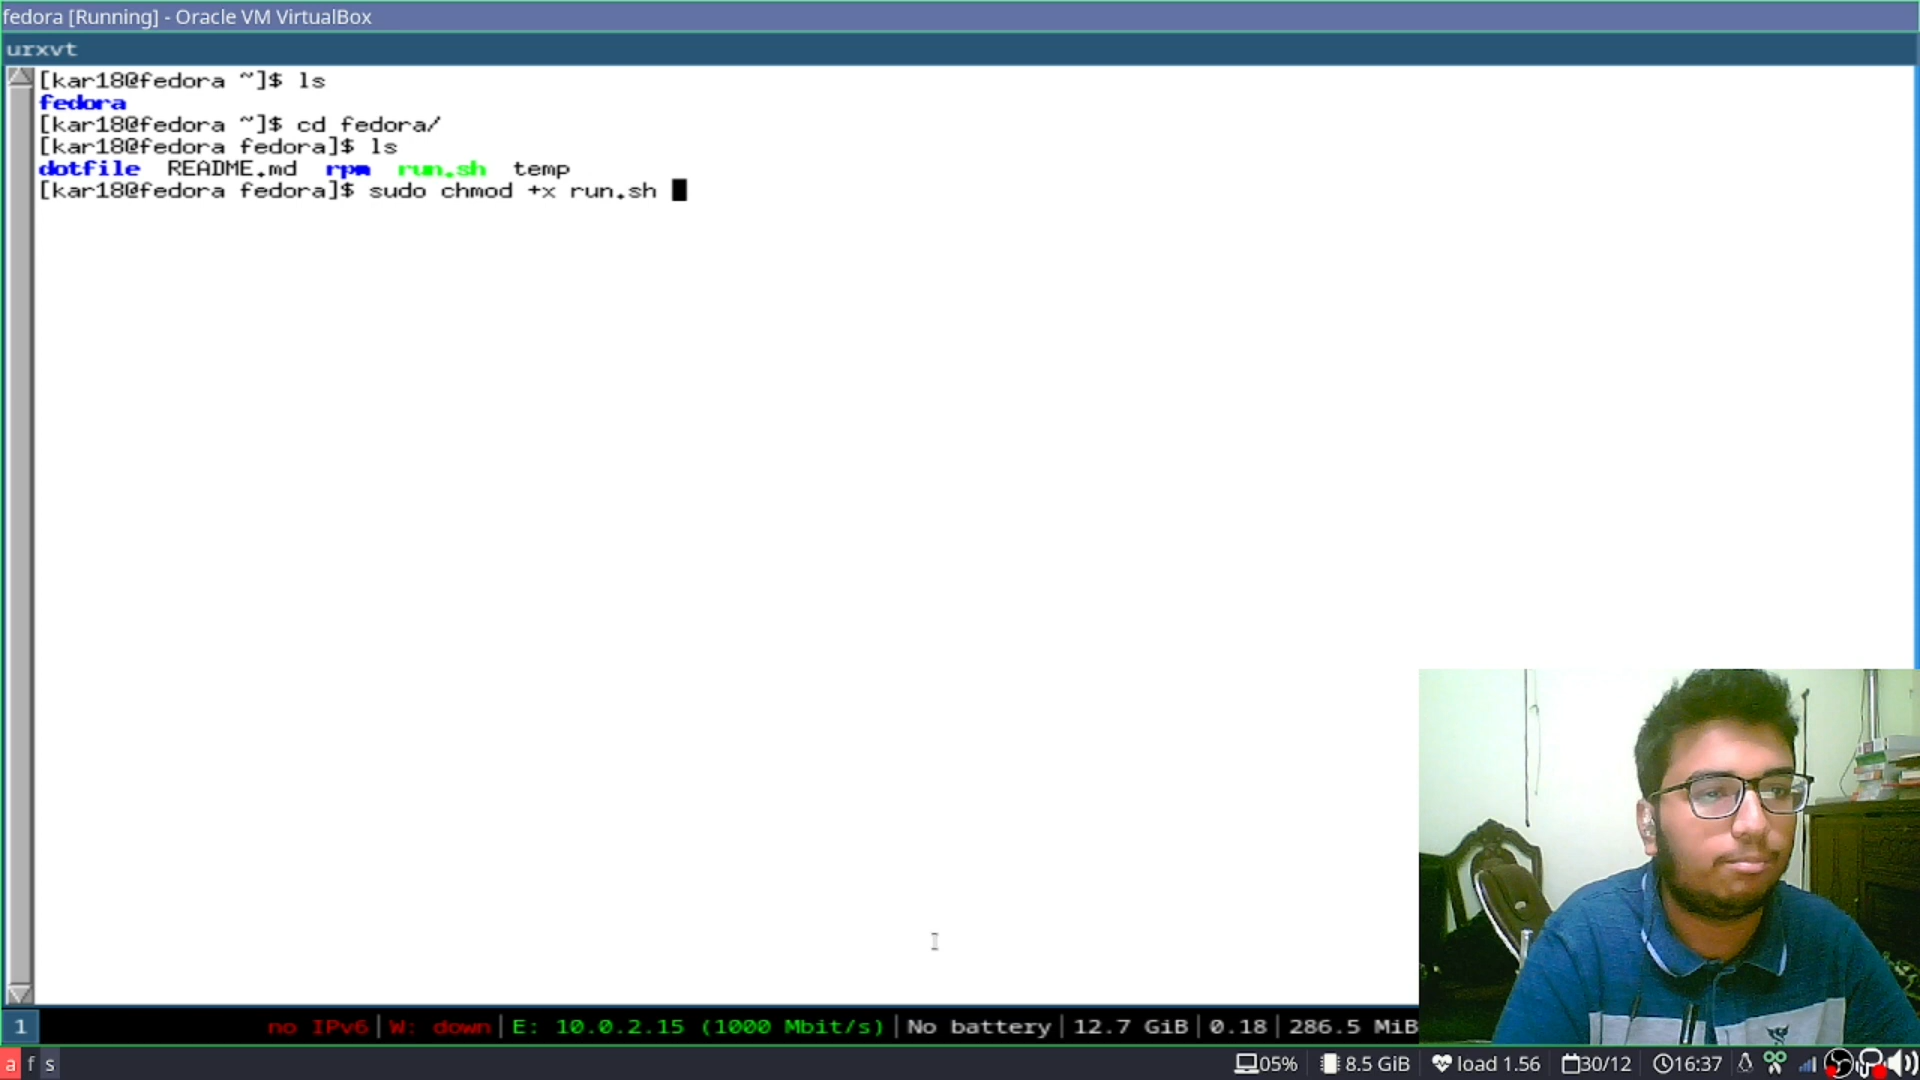 fedora [Running] - Oracle VM VirtualBox
urxvt
[kar18@fedora ~]$ ls
fedora
[kar18@fedora ~]$ cd fedora/
[kar18@fedora fedora]$ ls
dotfile README.md rpm run.sh temp
[kar18@fedora fedora]$ sudo chmod +x run.sh
1 no IPv6|W: down|E: 10.0.2.15 (1000 Mbit/s)|No battery|12.7 GiB|0.18|286.5 MiB
a f s 05% 8.5 GiB load 1.56 30/12 16:37